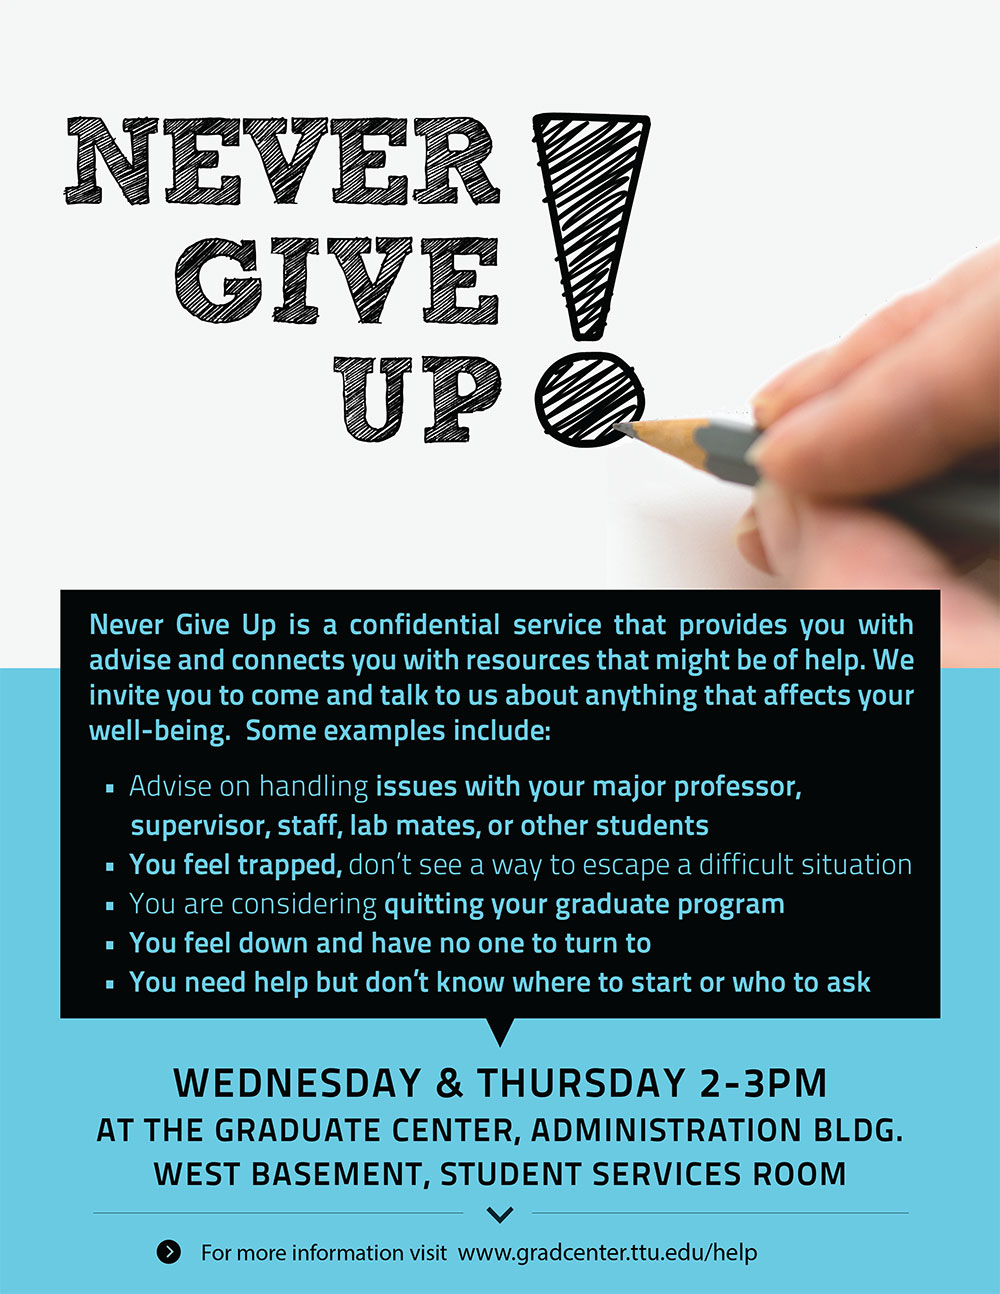 NEVER
GIVE
UP!
Never Give Up is a confidential service that provides you with
advise and connects you with resources that might be of help. We
invite you to come and talk to us about anything that affects your
well-being. Some examples include:
▪ Advise on handling issues with your major professor,
supervisor, staff, lab mates, or other students
▪ You feel trapped, don't see a way to escape a difficult situation
▪ You are considering quitting your graduate program
▪ You feel down and have no one to turn to
▪ You need help but don't know where to start or who to ask
WEDNESDAY & THURSDAY 2-3PM
AT THE GRADUATE CENTER, ADMINISTRATION BLDG.
WEST BASEMENT, STUDENT SERVICES ROOM
For more information visit www.gradcenter.ttu.edu/help